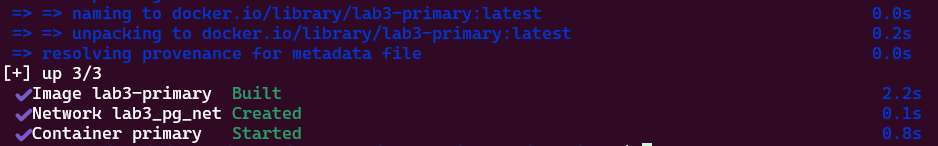 => => naming to docker.io/library/lab3-primary:latest 0.0s
=> => unpacking to docker.io/library/lab3-primary:latest 0.2s
=> resolving provenance for metadata file 0.0s
[+] up 3/3
✔Image lab3-primary Built 2.2s
✔Network lab3_pg_net Created 0.1s
✔Container primary Started 0.8s